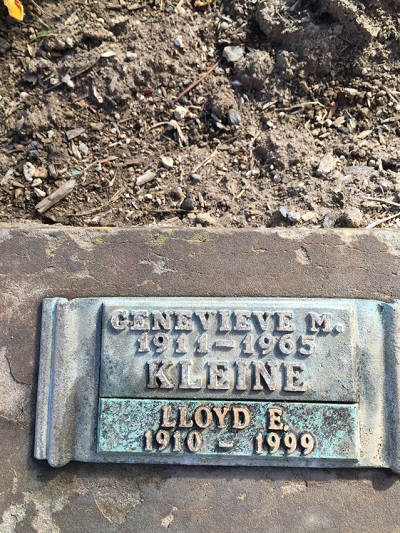 GENEVIEVE M.
1914-1965
KLEINE
LLOYD E.
1910 - 1999